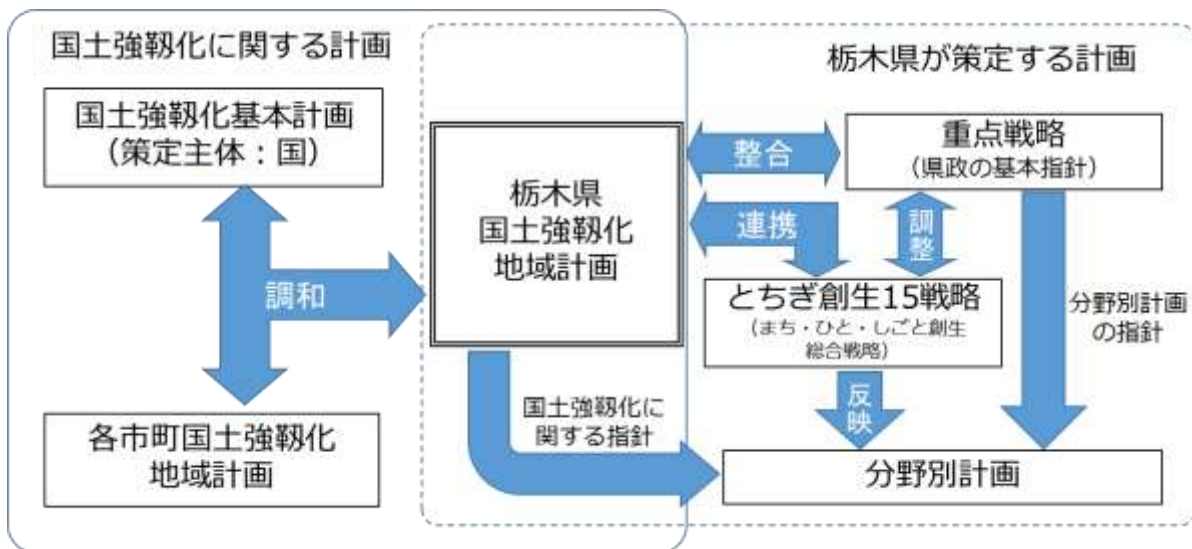 国土強靱化に関する計画
栃木県が策定する計画
国土強靱化基本計画
（策定主体：国）
調和
各市町国土強靱化
地域計画
栃木県
国土強靱化
地域計画
整合
連携
重点戦略
（県政の基本指針）
調整
とちぎ創生15戦略
（まち・ひと・しごと創生
総合戦略）
分野別計画
の指針
反映
国土強靱化に
関する指針
分野別計画